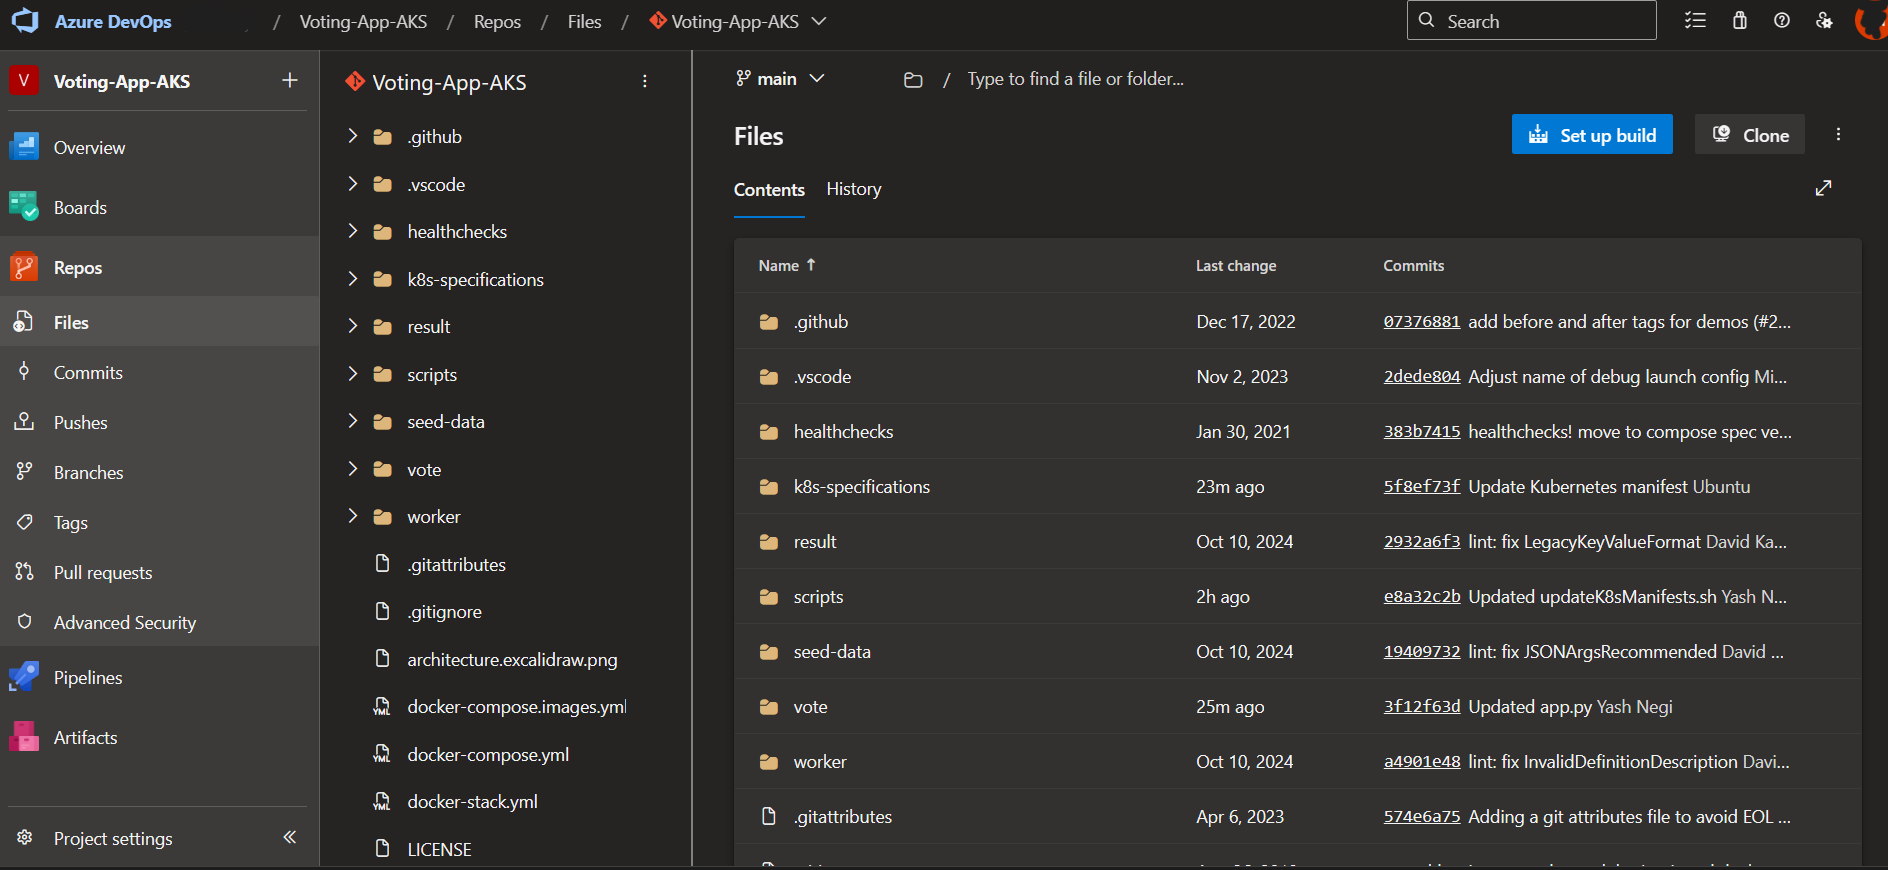 Azure DevOps / Voting-App-AKS / Repos / Files / Voting-App-AKS
Search
V Voting-App-AKS
Overview
Boards
Repos
Files
Commits
Pushes
Branches
Tags
Pull requests
Advanced Security
Pipelines
Artifacts
Project settings
Voting-App-AKS
.github
.vscode
healthchecks
k8s-specifications
result
scripts
seed-data
vote
worker
.gitattributes
.gitignore
architecture.excalidraw.png
docker-compose.images.yml
docker-compose.yml
docker-stack.yml
LICENSE
main
/ Type to find a file or folder...
Files
Set up build
Clone
Contents History
Name Last change Commits
.github Dec 17, 2022 07376881 add before and after tags for demos (#2...
.vscode Nov 2, 2023 2dede804 Adjust name of debug launch config Mi...
healthchecks Jan 30, 2021 383b7415 healthchecks! move to compose spec ve...
k8s-specifications 23m ago 5f8ef73f Update Kubernetes manifest Ubuntu
result Oct 10, 2024 2932a6f3 lint: fix LegacyKeyValueFormat David Ka...
scripts 2h ago e8a32c2b Updated updateK8sManifests.sh Yash N...
seed-data Oct 10, 2024 19409732 lint: fix JSONArgsRecommended David ...
vote 25m ago 3f12f63d Updated app.py Yash Negi
worker Oct 10, 2024 a4901e48 lint: fix InvalidDefinitionDescription Davi...
.gitattributes Apr 6, 2023 574e6a75 Adding a git attributes file to avoid EOL ...